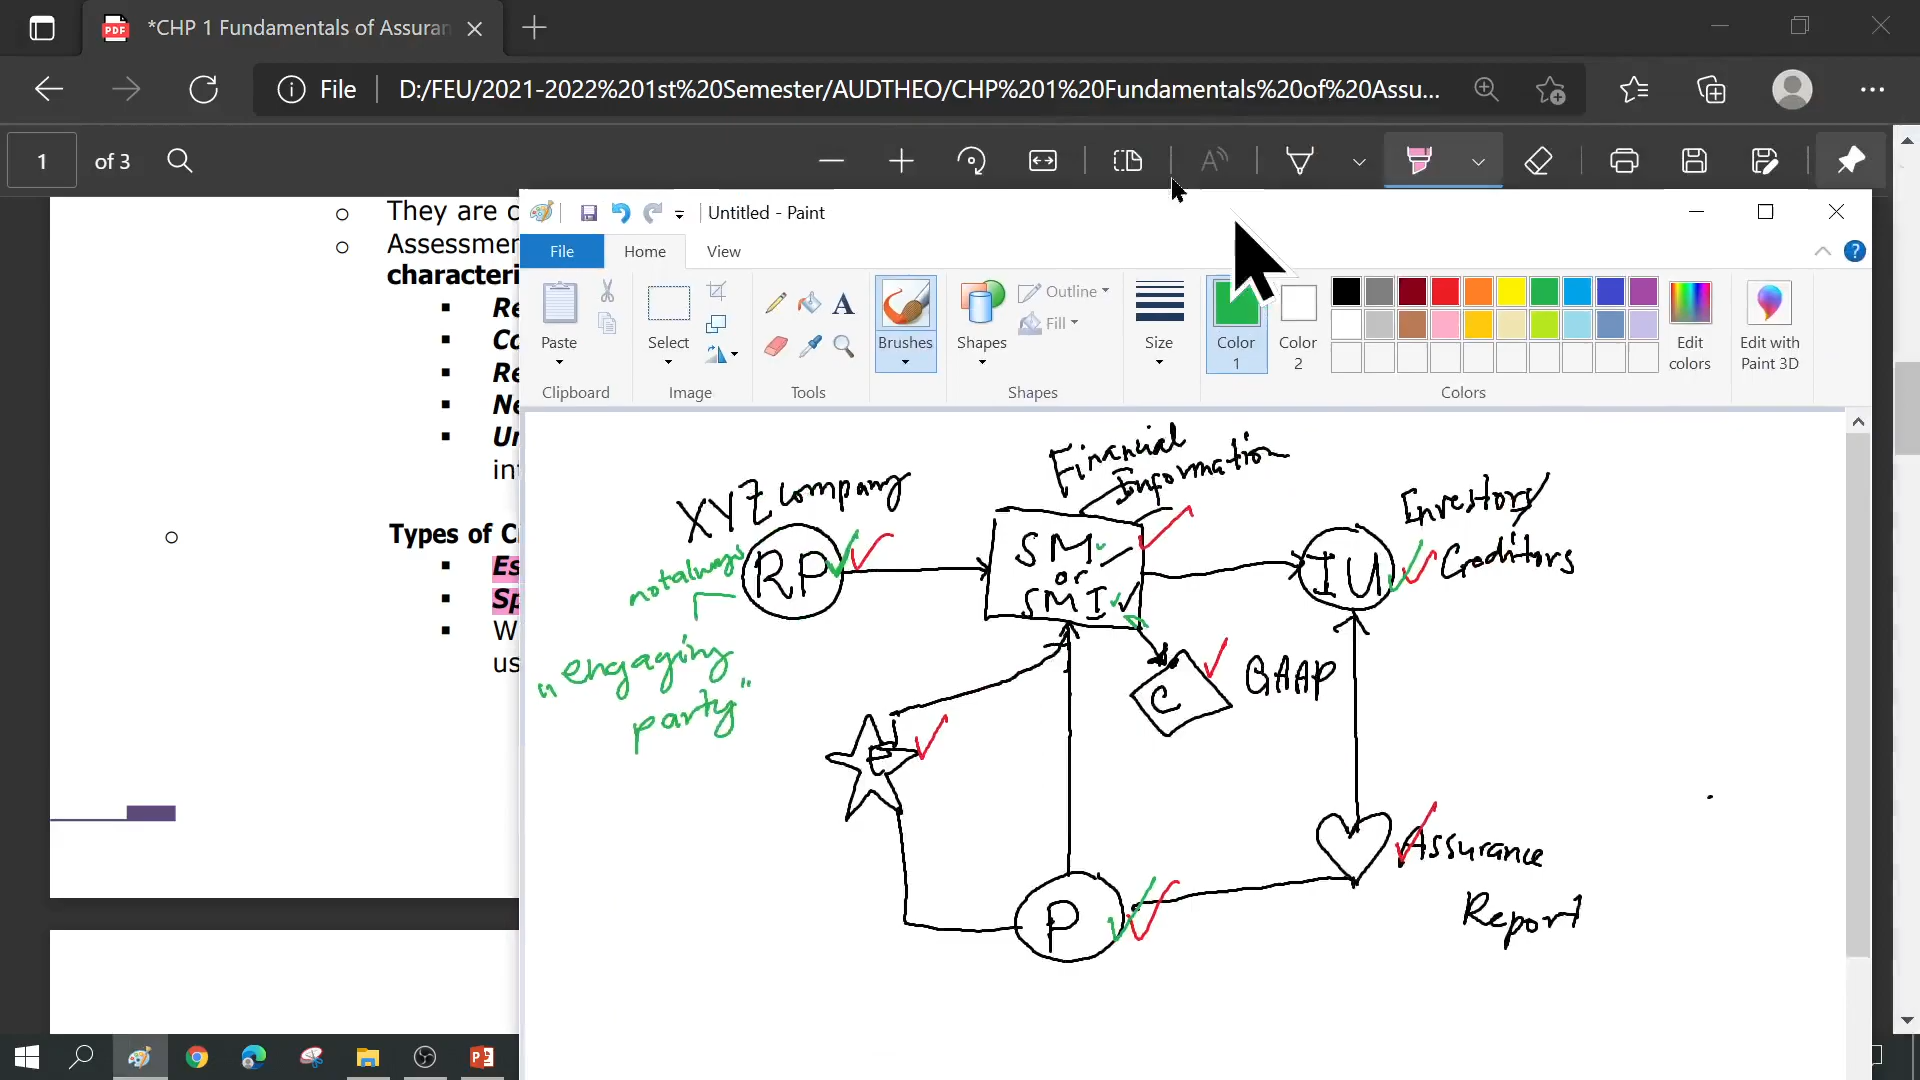 *CHP 1 Fundamentals of Assuran
File
D:/FEU/2021-2022%201st%20Semester/AUDTHEO/CHP%201%20Fundamentals%20of%20Assu...
1
of 3
They are c
Assessmen
characteri
Re
Co
Re
Ne
Un
int
Types of C
Es
Sp
W
us
Untitled - Paint
File
Home
View
Paste
Select
Brushes
Shapes
Outline
Fill
Size
Color
1
Color
2
Edit
colors
Edit with
Paint 3D
Clipboard
Image
Tools
Shapes
Colors
Financial
Information
XYZ Company
Investors
RP
SM
or
SMI
IU
Creditors
not always
"engaging
party"
C
GAAP
E
Assurance
Report
P